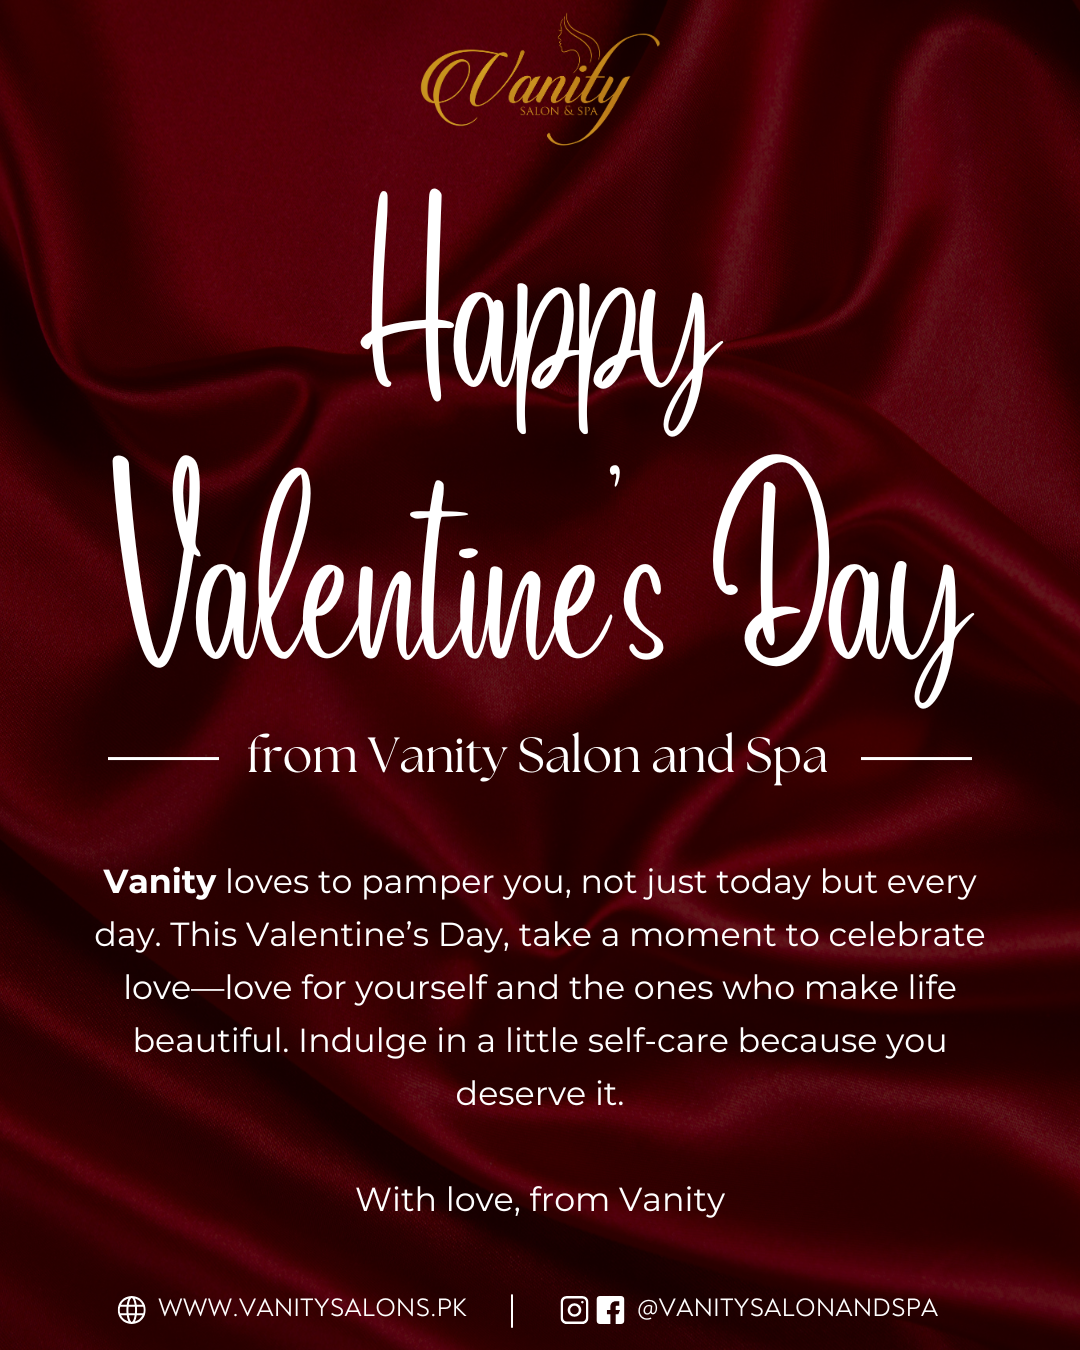 Vanity
SALON & SPA
Happy
Valentine's Day
from Vanity Salon and Spa
Vanity loves to pamper you, not just today but every
day. This Valentine’s Day, take a moment to celebrate
love—love for yourself and the ones who make life
beautiful. Indulge in a little self-care because you
deserve it.
With love, from Vanity
WWW.VANITYSALONS.PK | @VANITYSALONANDSPA